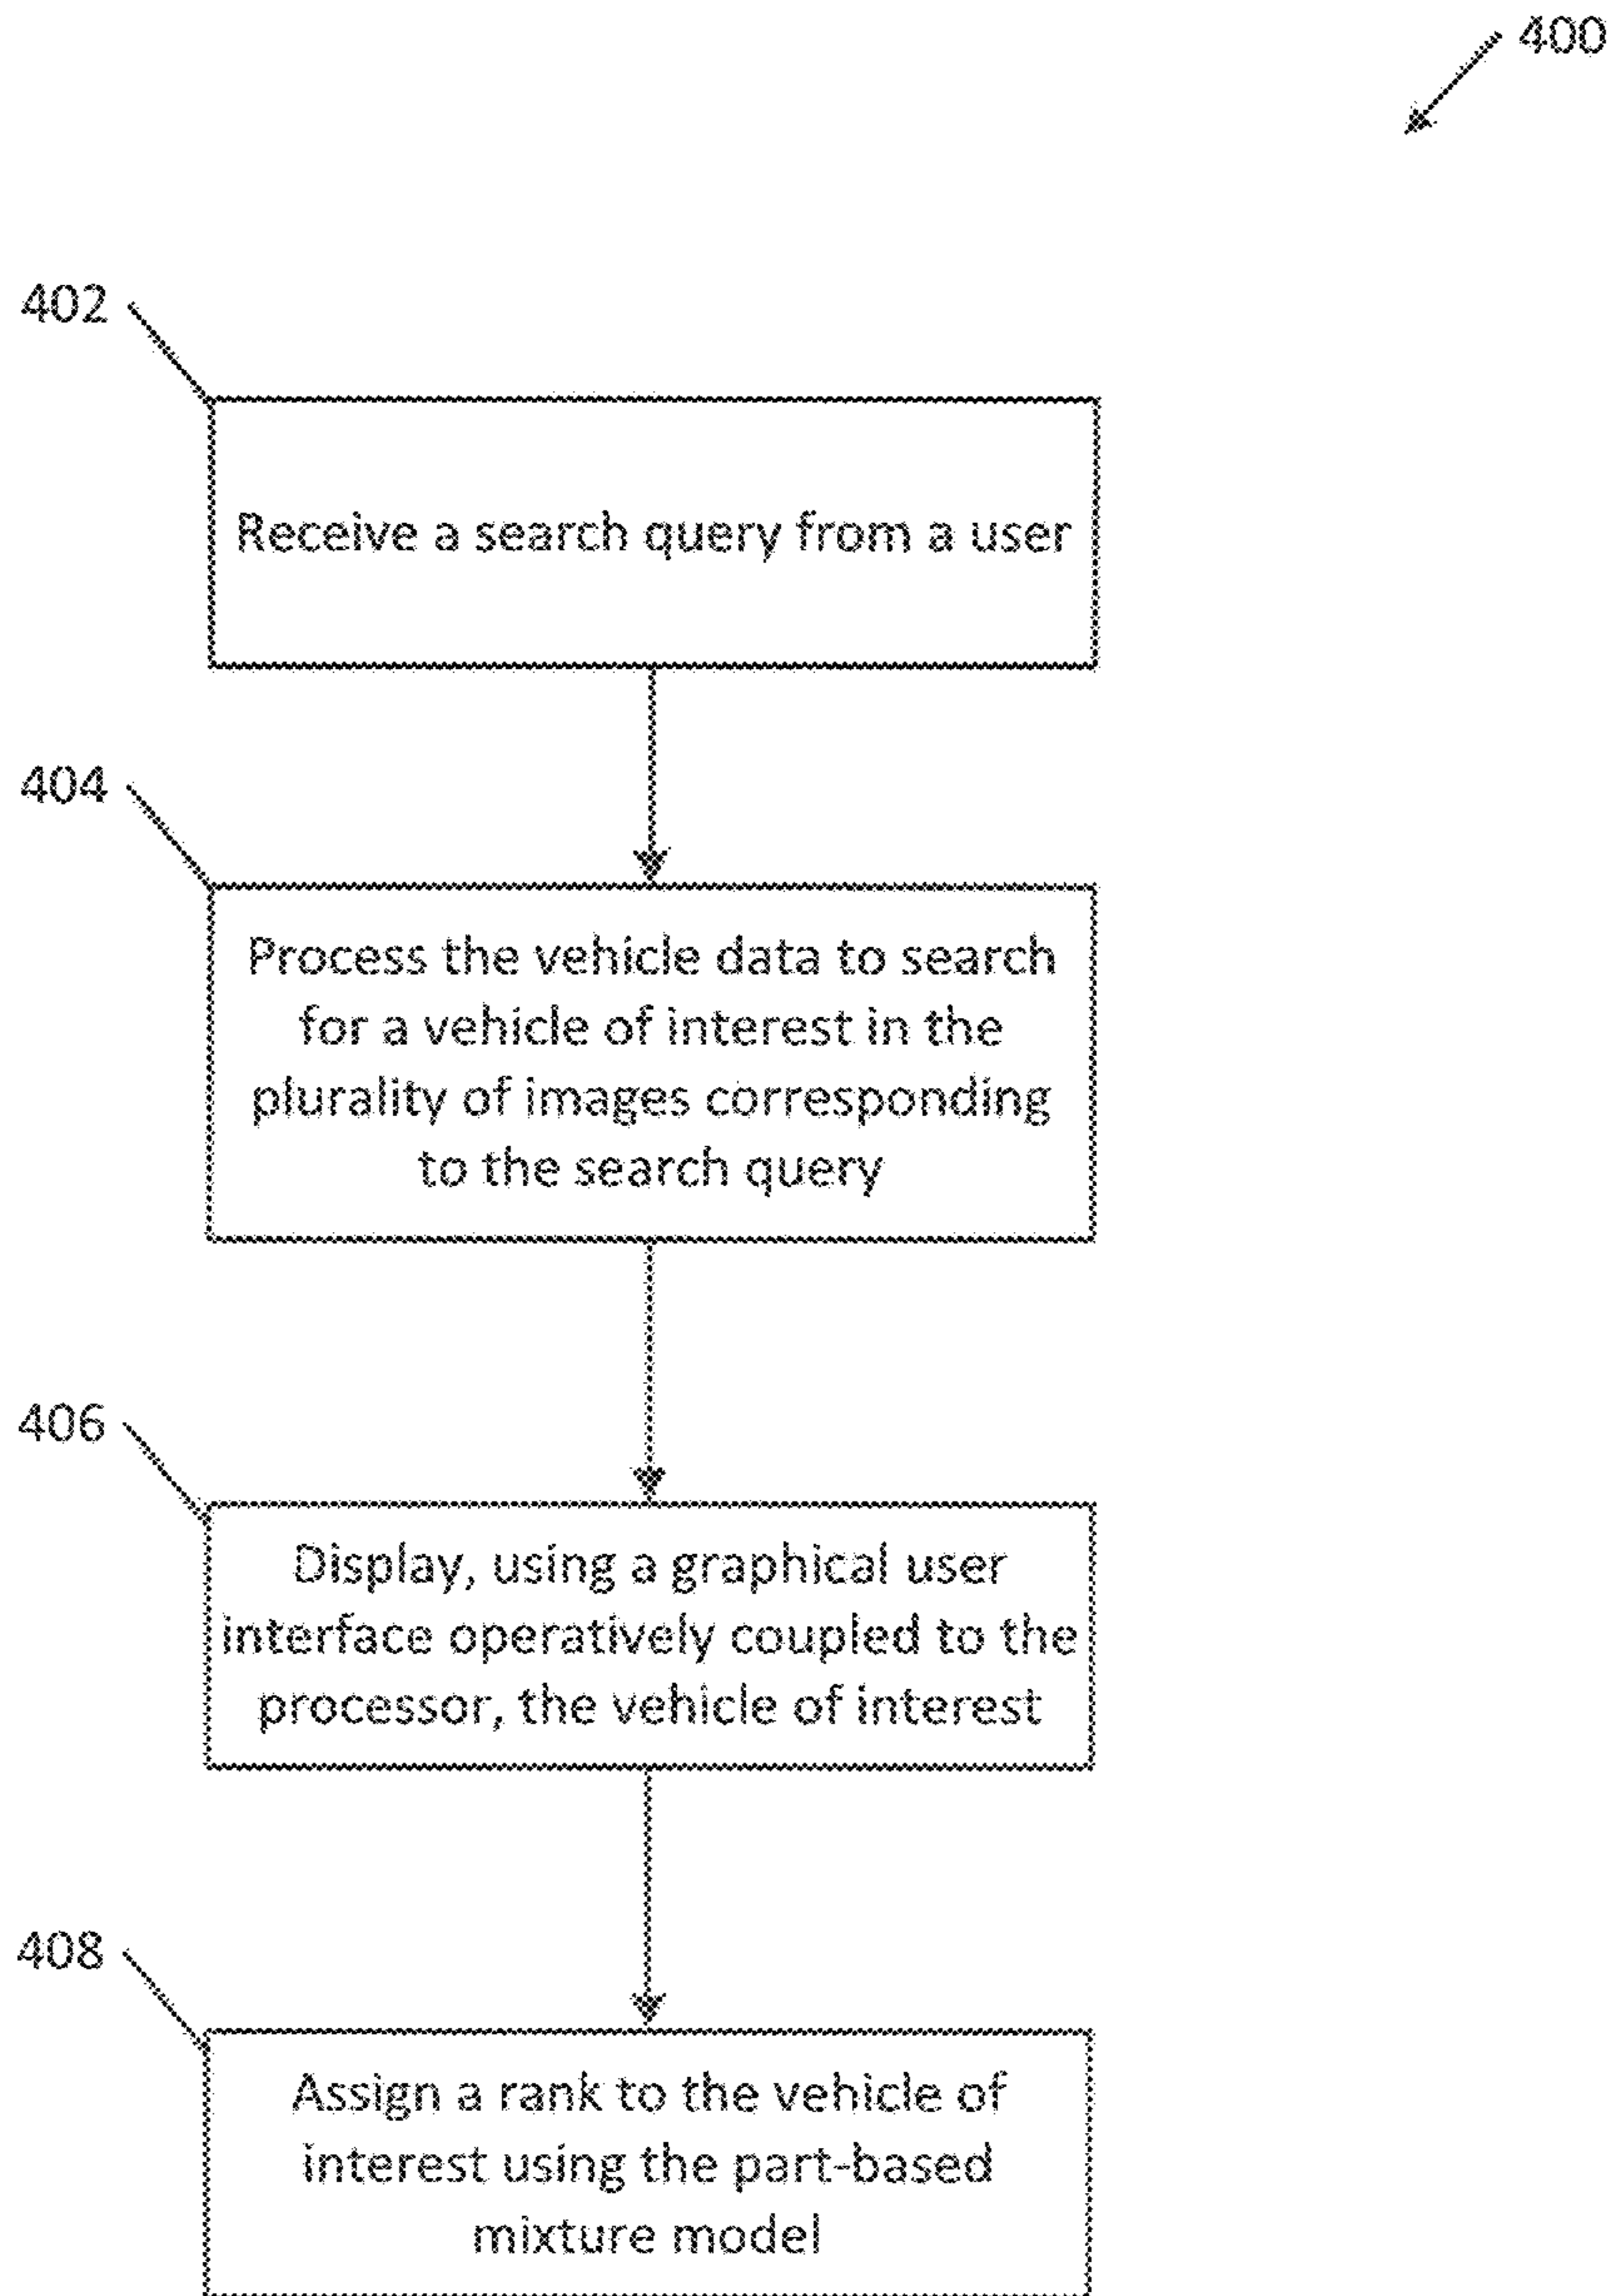 400
402
Receive a search query from a user
404
Process the vehicle data to search
for a vehicle of interest in the
plurality of images corresponding
to the search query
406
Display, using a graphical user
interface operatively coupled to the
processor, the vehicle of interest
408
Assign a rank to the vehicle of
interest using the part-based
mixture model